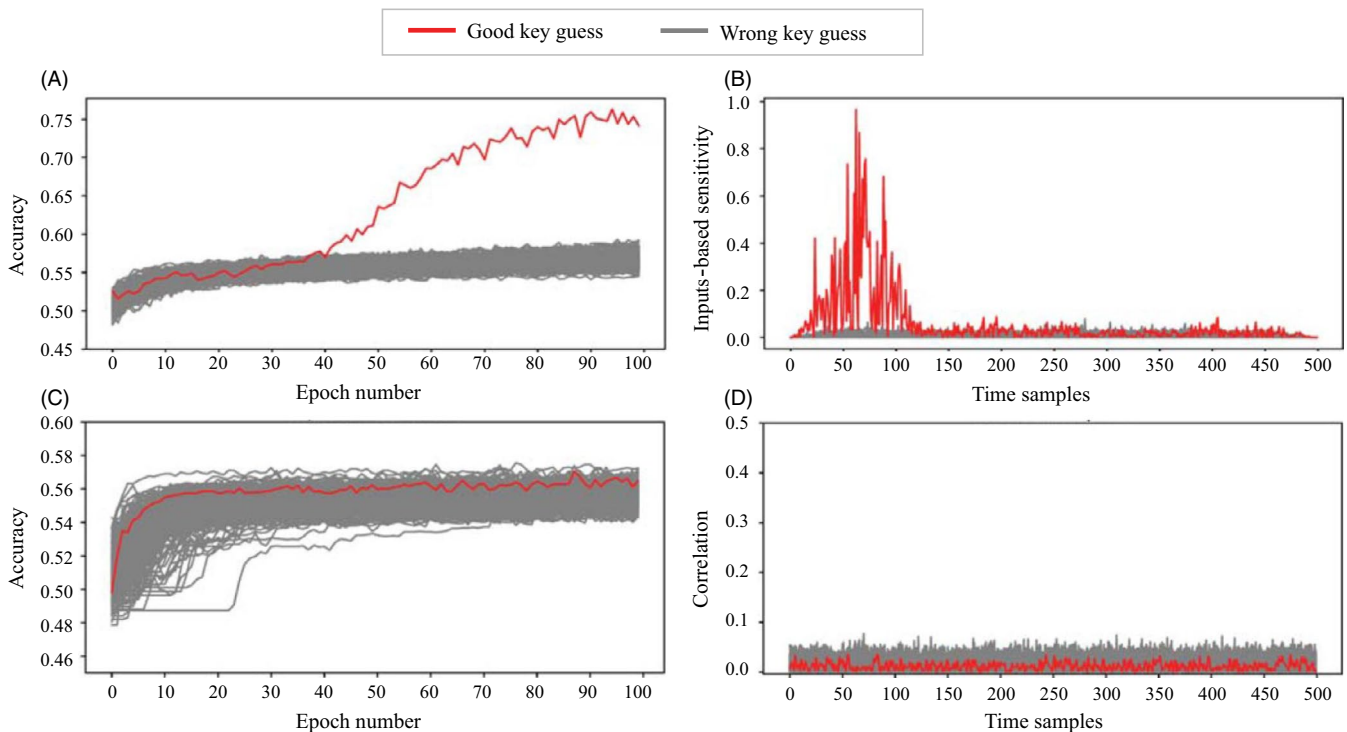 Good key guess
Wrong key guess
(A)
0.75
0.70
0.65
0.60
0.55
0.50
0.45
Accuracy
0 10 20 30 40 50 60 70 80 90 100
Epoch number
(B)
1.0
0.8
0.6
0.4
0.2
0.0
Inputs-based sensitivity
0 50 100 150 200 250 300 350 400 450 500
Time samples
(C)
0.60
0.58
0.56
0.54
0.52
0.50
0.48
0.46
Accuracy
0 10 20 30 40 50 60 70 80 90 100
Epoch number
(D)
0.5
0.4
0.3
0.2
0.1
0.0
Correlation
0 50 100 150 200 250 300 350 400 450 500
Time samples